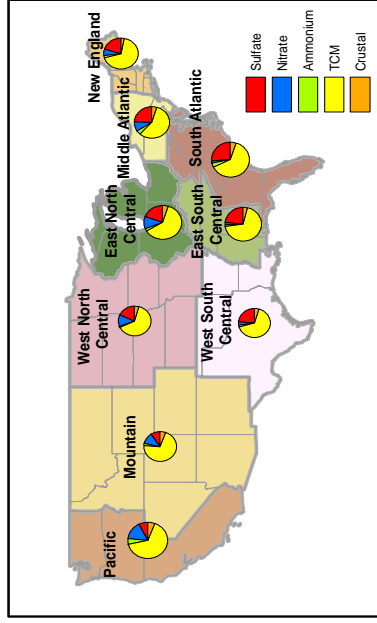 Pacific
Mountain
West North
Central
West South
Central
East North
Central
East South
Central
Middle Atlantic
South Atlantic
New England
Sulfate
Nitrate
Ammonium
TCM
Crustal